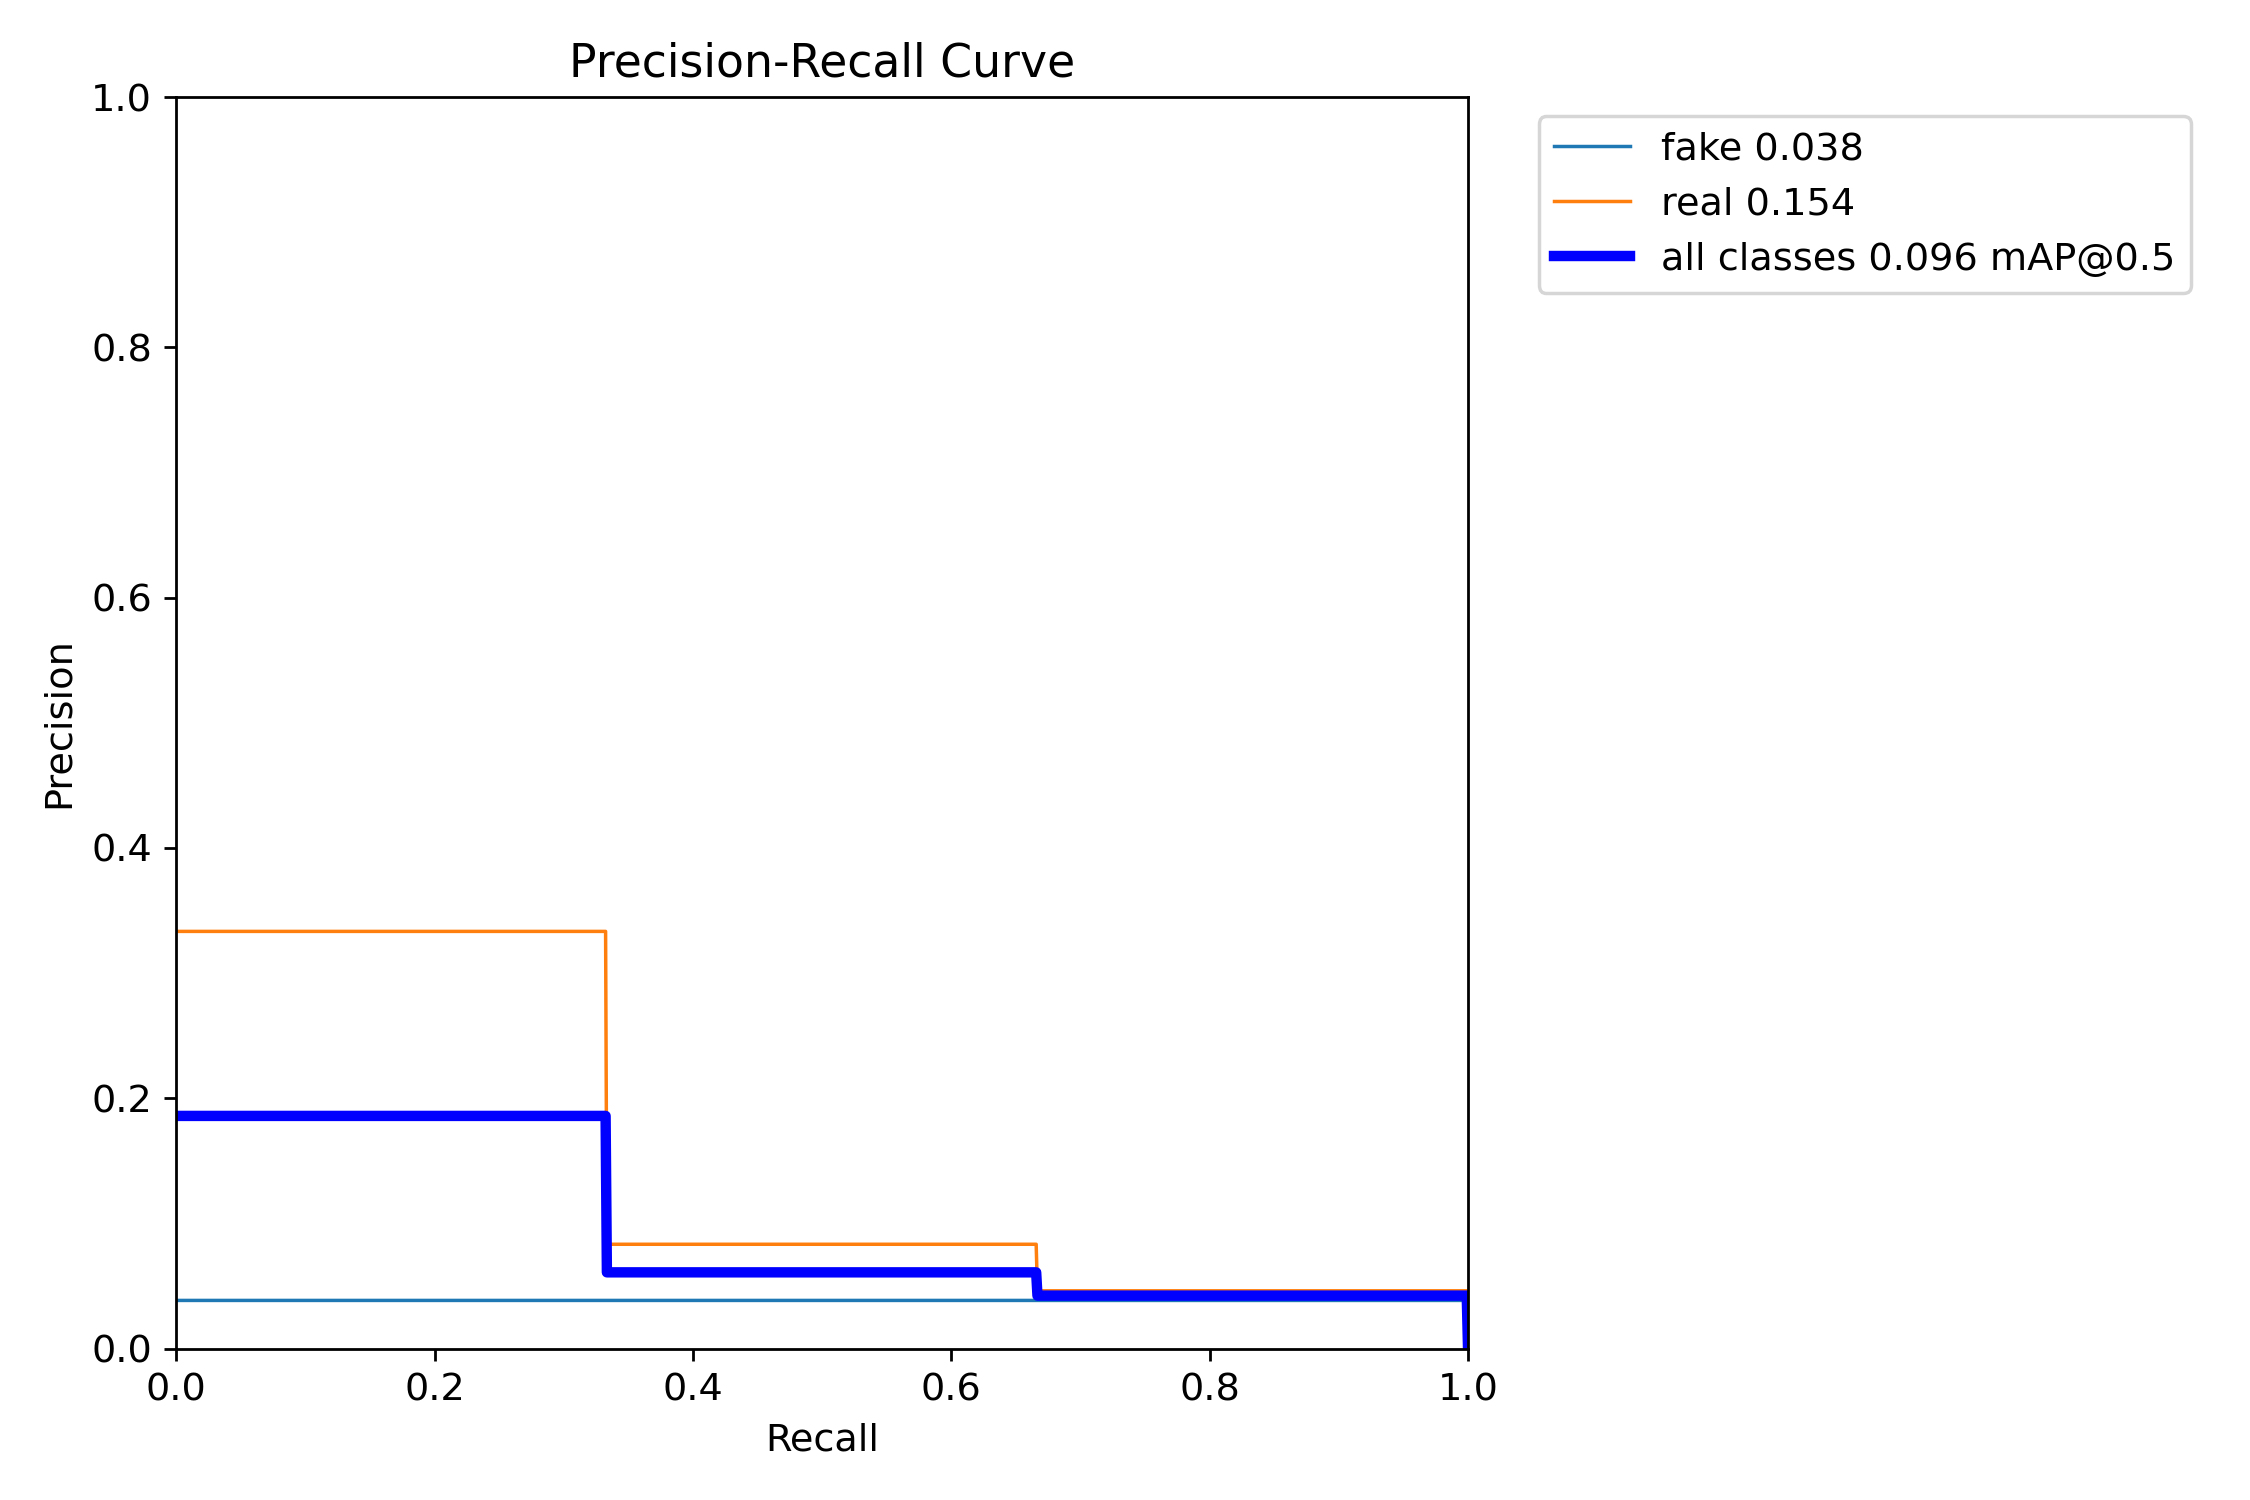 Precision-Recall Curve
1.0
0.8
0.6
0.4
0.2
0.0
Precision
0.0 0.2 0.4 0.6 0.8 1.0
Recall
fake 0.038
real 0.154
all classes 0.096 mAP@0.5